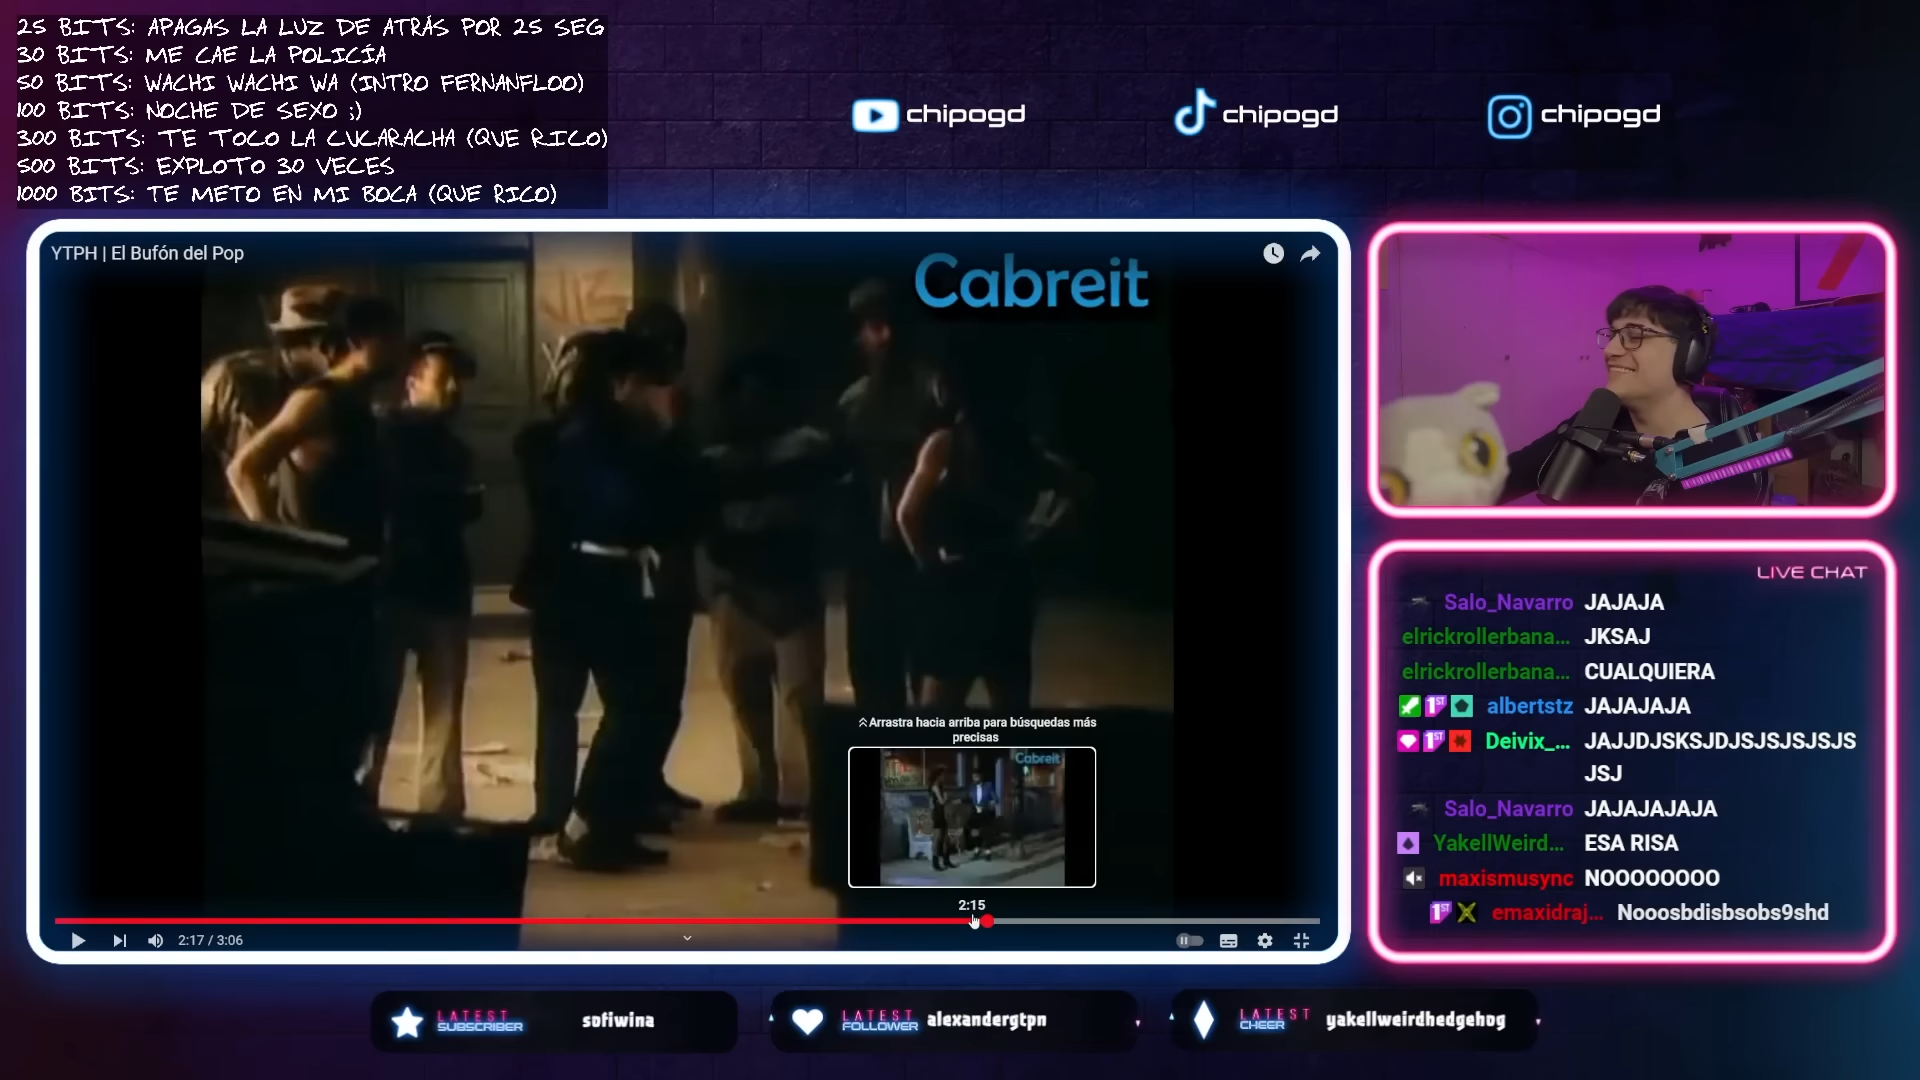 25 BITS: APAGAS LA LUZ DE ATRÁS POR 25 SEG
30 BITS: ME CAE LA POLICÍA
50 BITS: WACHI WACHI WA (INTRO FERNANFLOO)
100 BITS: NOCHE DE SEXO ;)
300 BITS: TE TOCO LA CUCARACHA (QUE RICO)
500 BITS: EXPLOTO 30 VECES
1000 BITS: TE METO EN MI BOCA (QUE RICO)
chipogd
chipogd
chipogd
YTPH | El Bufón del Pop
Cabreit
Arrastra hacia arriba para búsquedas más
precisas
Cabreit
2:15
2:17 / 3:06
LIVE CHAT
Salo_Navarro JAJAJA
elrickrollerbana... JKSAJ
elrickrollerbana... CUALQUIERA
1ST albertstz JAJAJAJA
1ST Deivix_... JAJJDJSKSJDJSJSJSJSJS
JSJ
Salo_Navarro JAJAJAJAJA
YakellWeird... ESA RISA
maxismusync NOOOOOOOO
1ST emaxidraj... Nooosbdisbsobs9shd
LATEST
SUBSCRIBER
sofiwina
LATEST
FOLLOWER
alexandergtpn
LATEST
CHEER
yakellweirdhedgehog